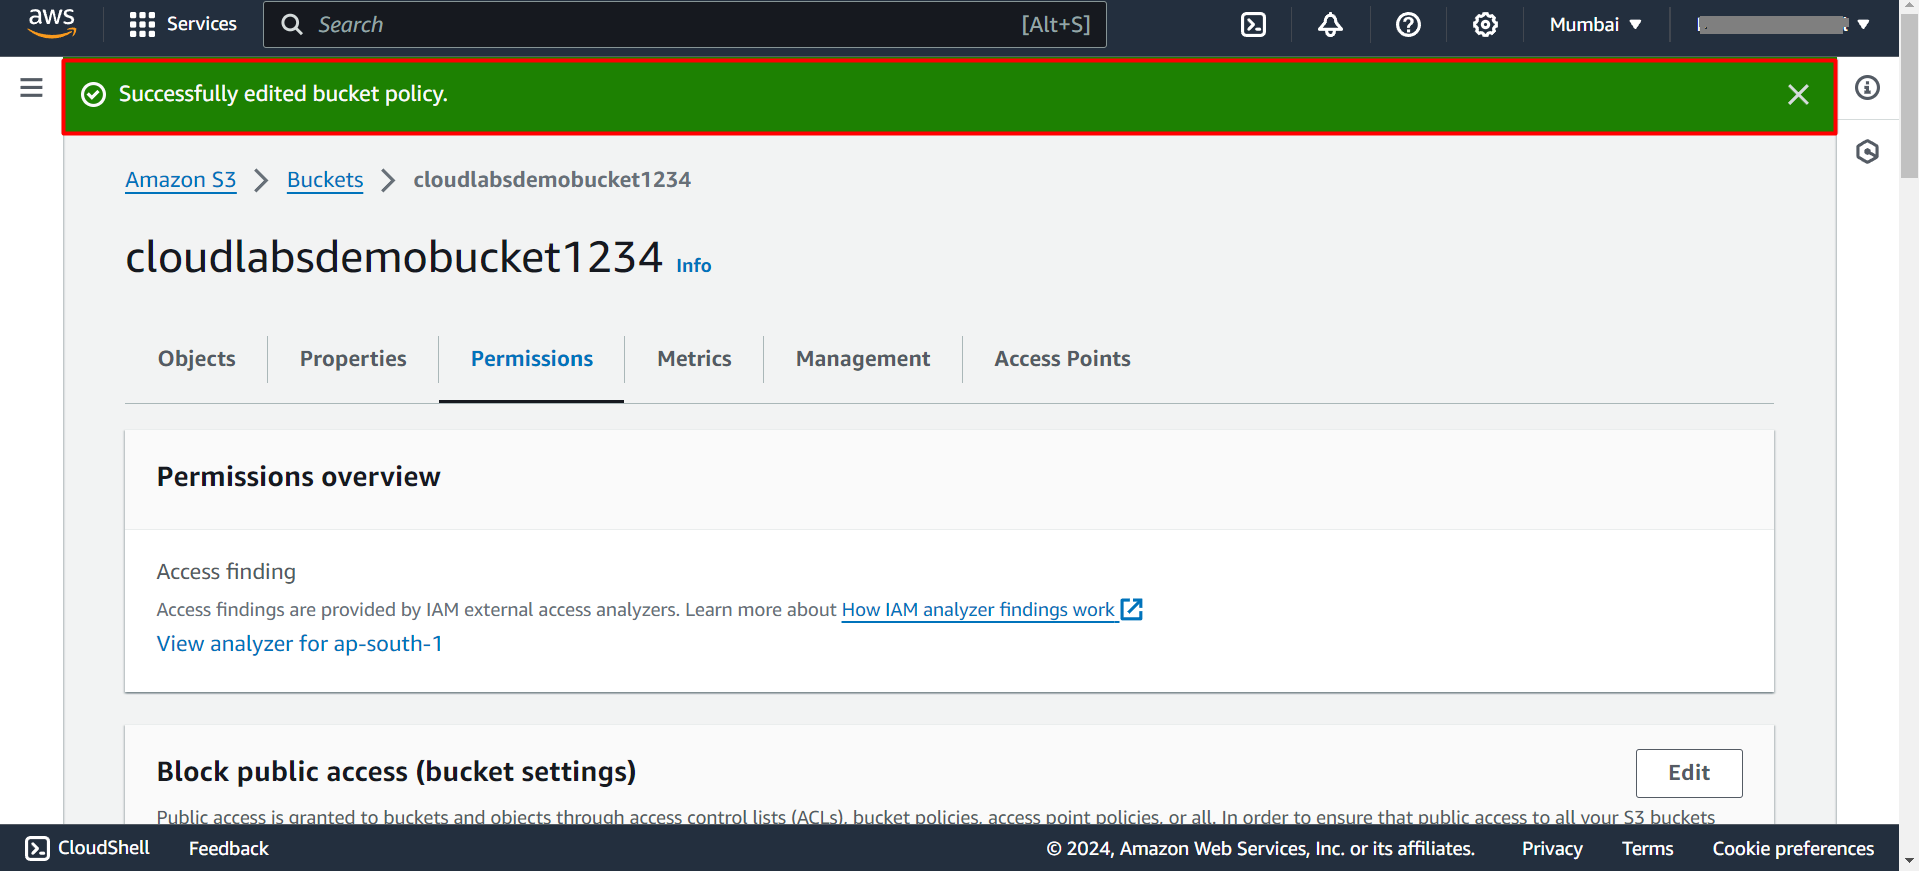 aws Services Search [Alt+S] Mumbai
Successfully edited bucket policy.
Amazon S3 Buckets cloudlabsdemobucket1234
cloudlabsdemobucket1234 Info
Objects Properties Permissions Metrics Management Access Points
Permissions overview
Access finding
Access findings are provided by IAM external access analyzers. Learn more about How IAM analyzer findings work
View analyzer for ap-south-1
Block public access (bucket settings) Edit
Public access is granted to buckets and objects through access control lists (ACLs), bucket policies, access point policies, or all. In order to ensure that public access to all your S3 buckets
CloudShell Feedback © 2024, Amazon Web Services, Inc. or its affiliates. Privacy Terms Cookie preferences